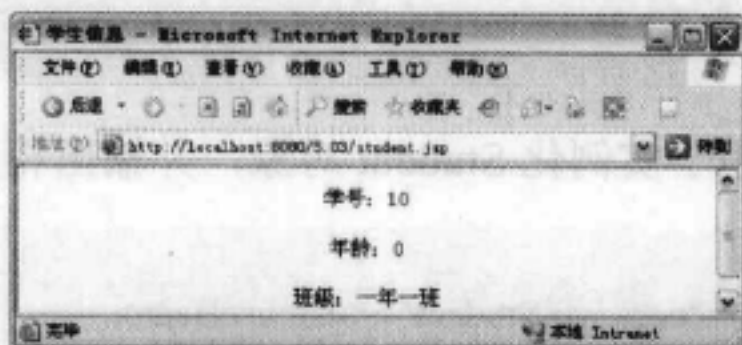 学生信息 - Microsoft Internet Explorer
文件(F) 编辑(E) 查看(V) 收藏(A) 工具(T) 帮助(H)
后退 搜索 收藏夹
地址(D) http://localhost:8080/5.03/student.jsp 转到
学号：10
年龄：0
班级：一年一班
完毕 本地 Intranet